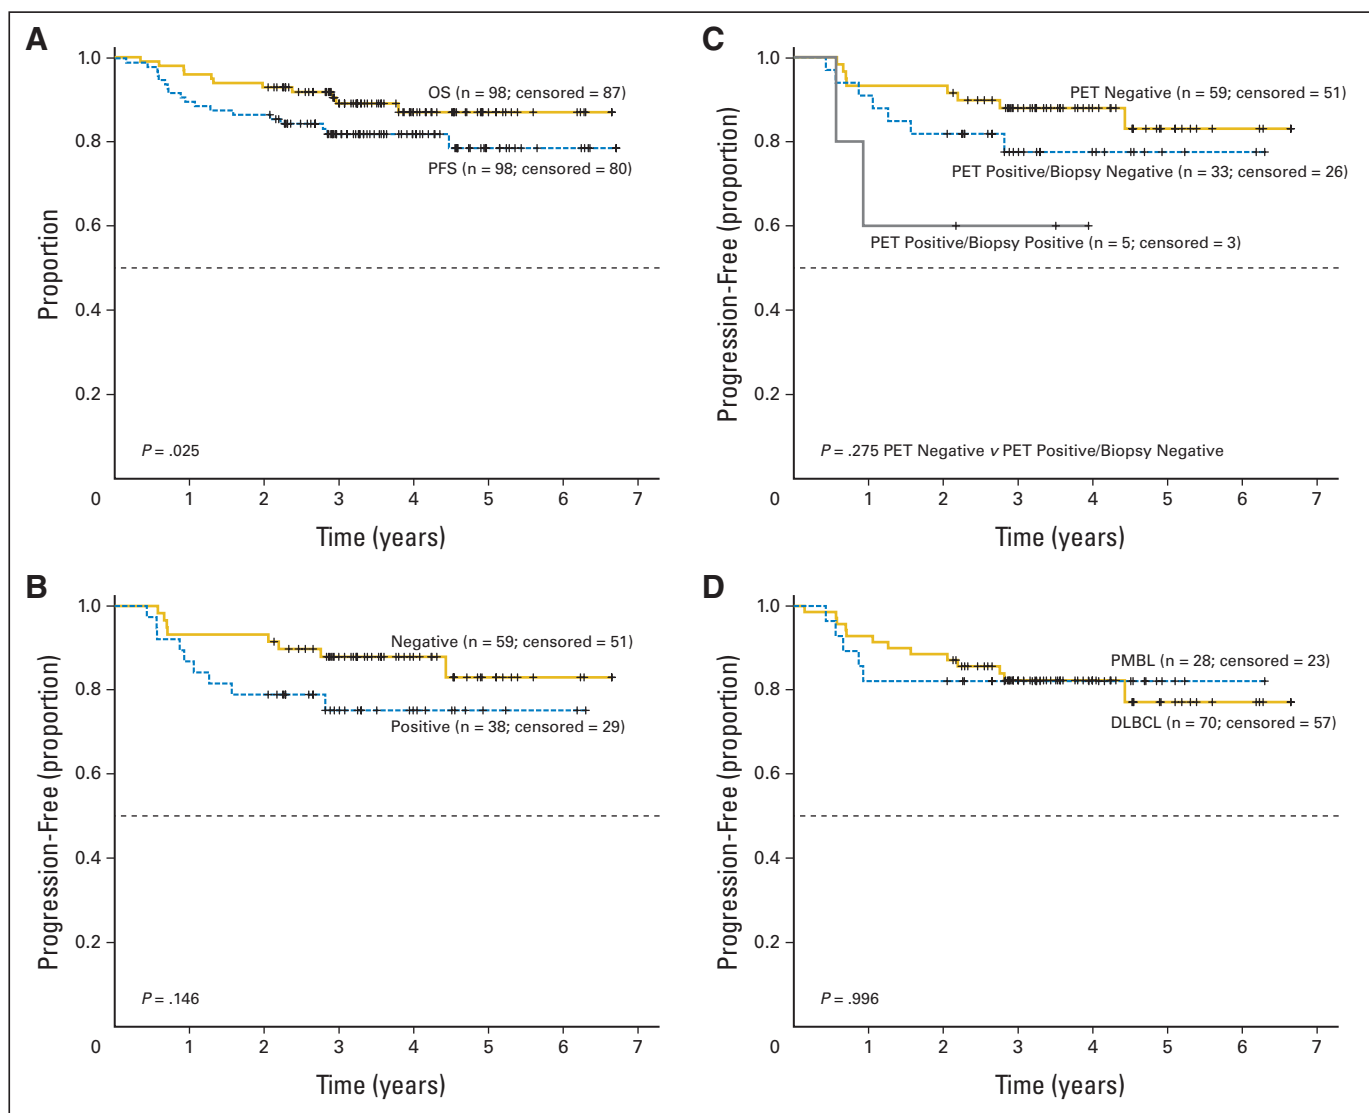 A
1.0
0.8
0.6
0.4
0.2
0
1 2 3 4 5 6 7
Proportion
Time (years)
OS (n = 98; censored = 87)
PFS (n = 98; censored = 80)
P = .025
C
1.0
0.8
0.6
0.4
0.2
0
1 2 3 4 5 6 7
Progression-Free (proportion)
Time (years)
PET Negative (n = 59; censored = 51)
PET Positive/Biopsy Negative (n = 33; censored = 26)
PET Positive/Biopsy Positive (n = 5; censored = 3)
P = .275 PET Negative v PET Positive/Biopsy Negative
B
1.0
0.8
0.6
0.4
0.2
0
1 2 3 4 5 6 7
Progression-Free (proportion)
Time (years)
Negative (n = 59; censored = 51)
Positive (n = 38; censored = 29)
P = .146
D
1.0
0.8
0.6
0.4
0.2
0
1 2 3 4 5 6 7
Progression-Free (proportion)
Time (years)
PMBL (n = 28; censored = 23)
DLBCL (n = 70; censored = 57)
P = .996